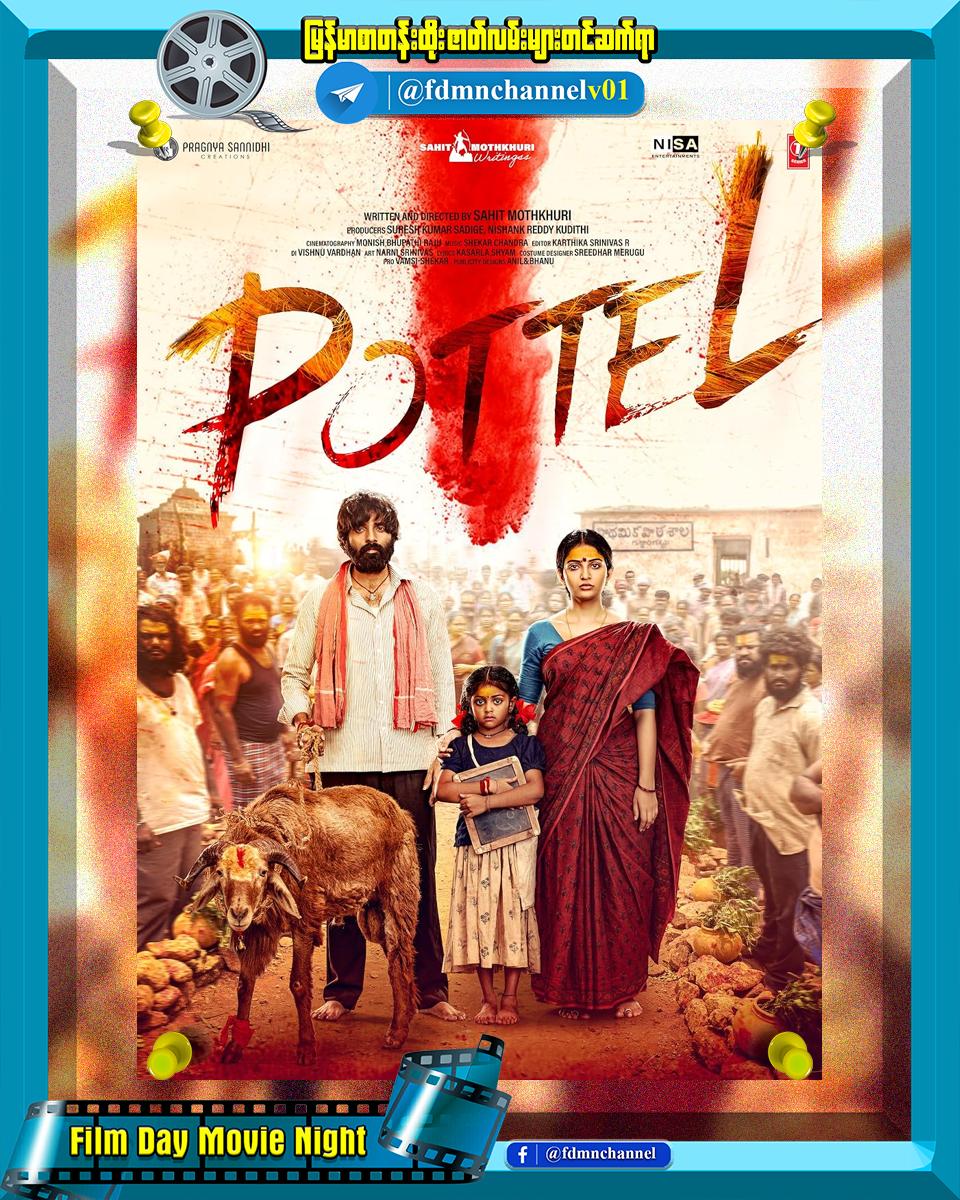 မြန်မာစာတန်းထိုးဇာတ်လမ်းများတင်ဆက်ရာ
@fdmnchannelv01
PRAGNYA SANNIDHI
CREATIONS
SAHIT MOTHKHURI
Writingss
NISA
ENTERTAINMENTS
WRITTEN AND DIRECTED BY SAHIT MOTHKHURI
PRODUCERS SURESH KUMAR SADIGE, NISHANK REDDY KUDITHI
CINEMATOGRAPHY MONISH BHUPATHI RAJU MUSIC SHEKAR CHANDRA EDITOR KARTHIKA SRINIVAS R
DI VISHNU VARDHAN ART NARNI SRINIVAS LYRICS KASARLA SHYAM COSTUME DESIGNER SREEDHAR MERUGU
PRO VAMSI-SHEKAR PUBLICITY DESIGNS ANIL&BHANU
POTTEL
ప్రాథమిక పాఠశాల
Film Day Movie Night
@fdmnchannel